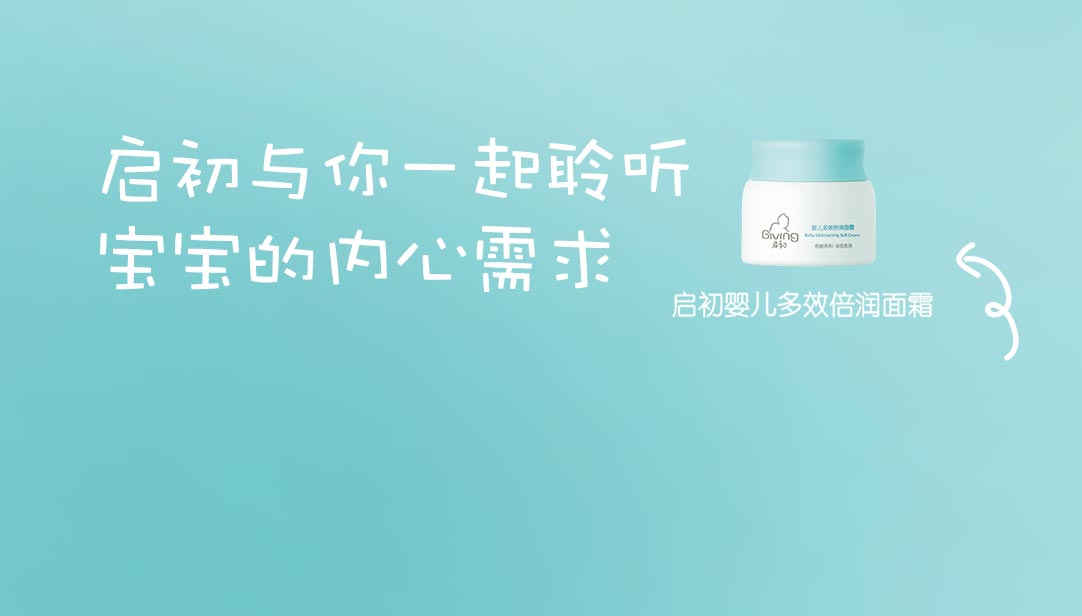 启初与你一起聆听
宝宝的内心需求
Giving
启初
婴儿多效倍润面霜
Baby Moisturizing Soft Cream
启初婴儿多效倍润面霜